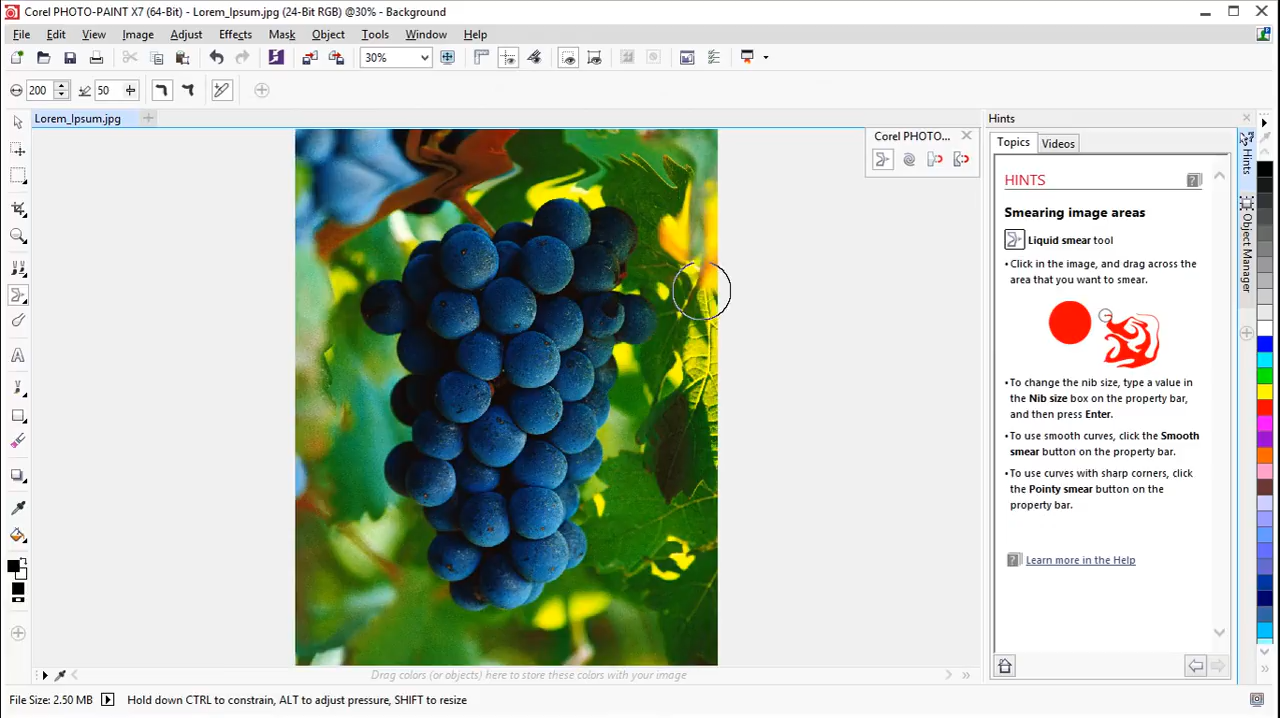 Corel PHOTO-PAINT X7 (64-Bit) - Lorem_Ipsum.jpg (24-Bit RGB) @30% - Background
File Edit View Image Adjust Effects Mask Object Tools Window Help
30%
200 50
Lorem_Ipsum.jpg
Corel PHOTO...
Hints
Topics Videos
HINTS
Smearing image areas
Liquid smear tool
• Click in the image, and drag across the
area that you want to smear.
• To change the nib size, type a value in
the Nib size box on the property bar,
and then press Enter.
• To use smooth curves, click the Smooth
smear button on the property bar.
• To use curves with sharp corners, click
the Pointy smear button on the
property bar.
Learn more in the Help
Hints
Object Manager
Drag colors (or objects) here to store these colors with your image
File Size: 2.50 MB Hold down CTRL to constrain, ALT to adjust pressure, SHIFT to resize